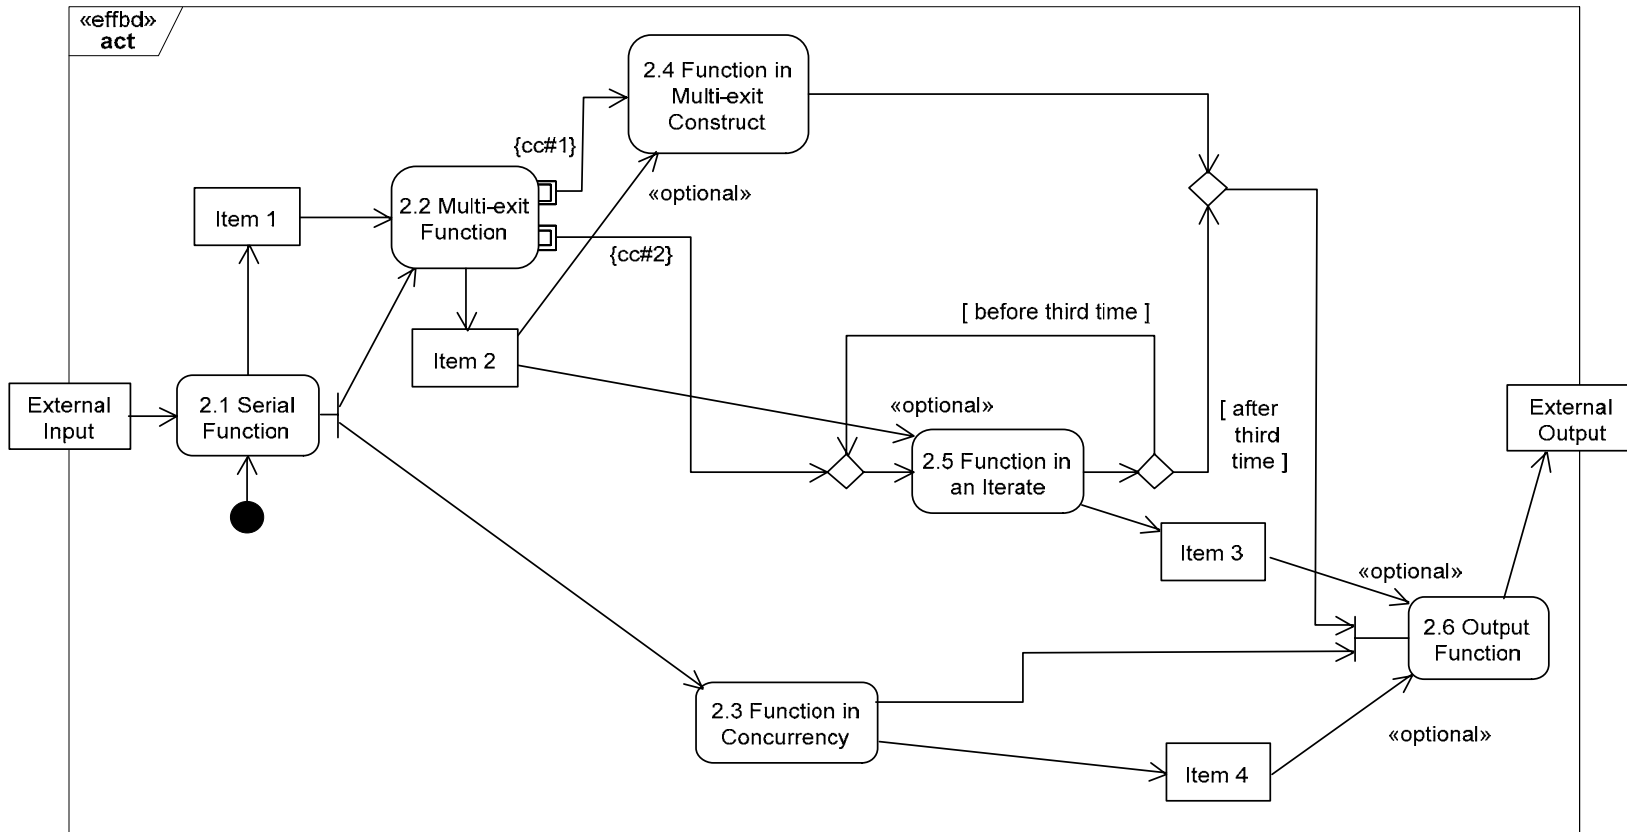 «effbd»
act
2.4 Function in
Multi-exit
Construct
{cc#1}
«optional»
2.2 Multi-exit
Function
Item 1
{cc#2}
[ before third time ]
Item 2
External
Input
2.1 Serial
Function
«optional»
[ after
third
time ]
External
Output
2.5 Function in
an Iterate
Item 3
«optional»
2.6 Output
Function
2.3 Function in
Concurrency
«optional»
Item 4